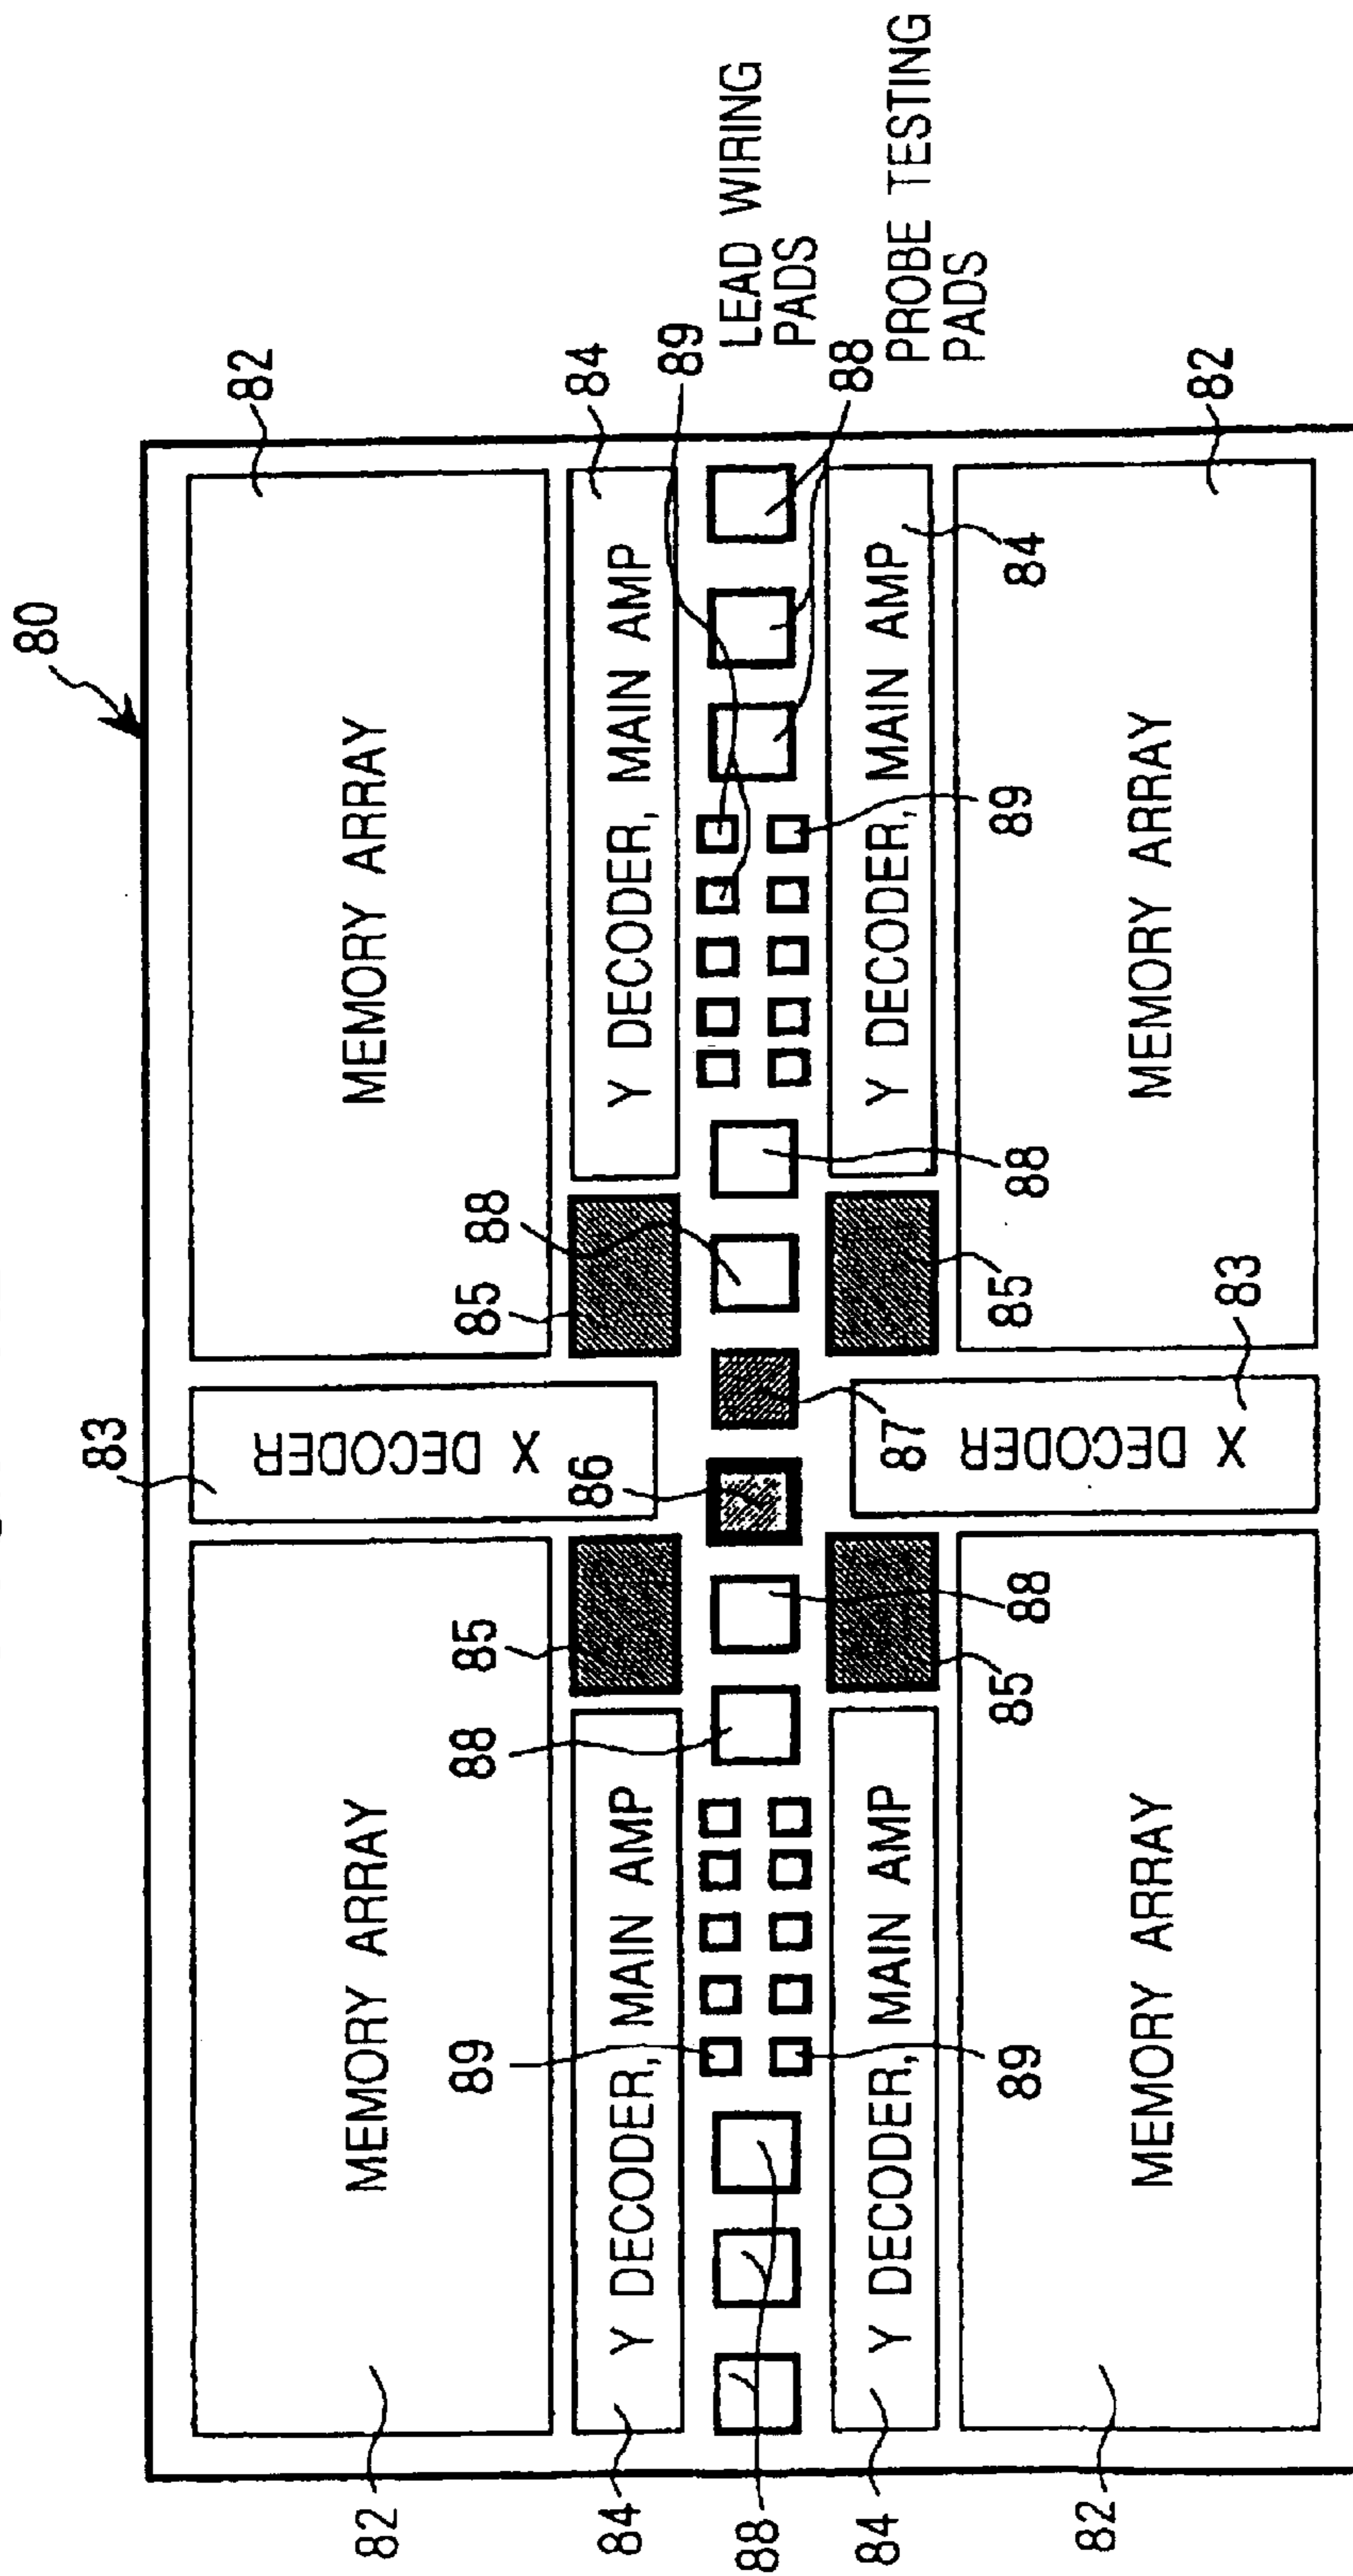 80
83
82
MEMORY ARRAY
X DECODER
MEMORY ARRAY
82
89
88
85
85
88
86
84
84
Y DECODER, MAIN AMP
Y DECODER, MAIN AMP
89
LEAD WIRING
PADS
88
88
PROBE TESTING
PADS
84
Y DECODER, MAIN AMP
87
Y DECODER, MAIN AMP
89
85
88
85
88
89
84
82
MEMORY ARRAY
X DECODER
MEMORY ARRAY
83
82